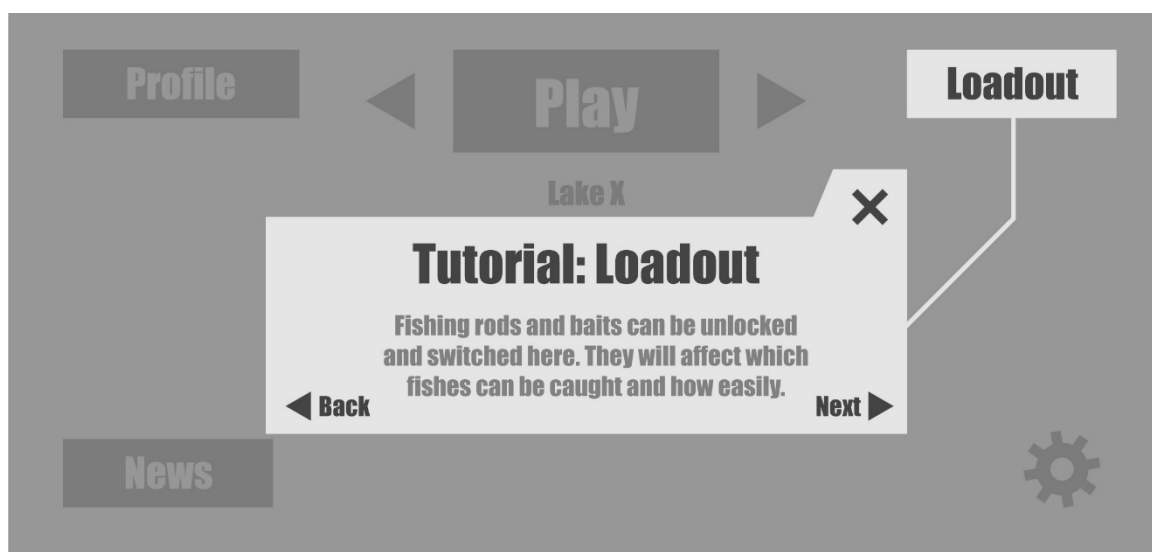 Profile
Play
Loadout
Lake X
Tutorial: Loadout
Fishing rods and baits can be unlocked
and switched here. They will affect which
fishes can be caught and how easily.
Back
Next
News